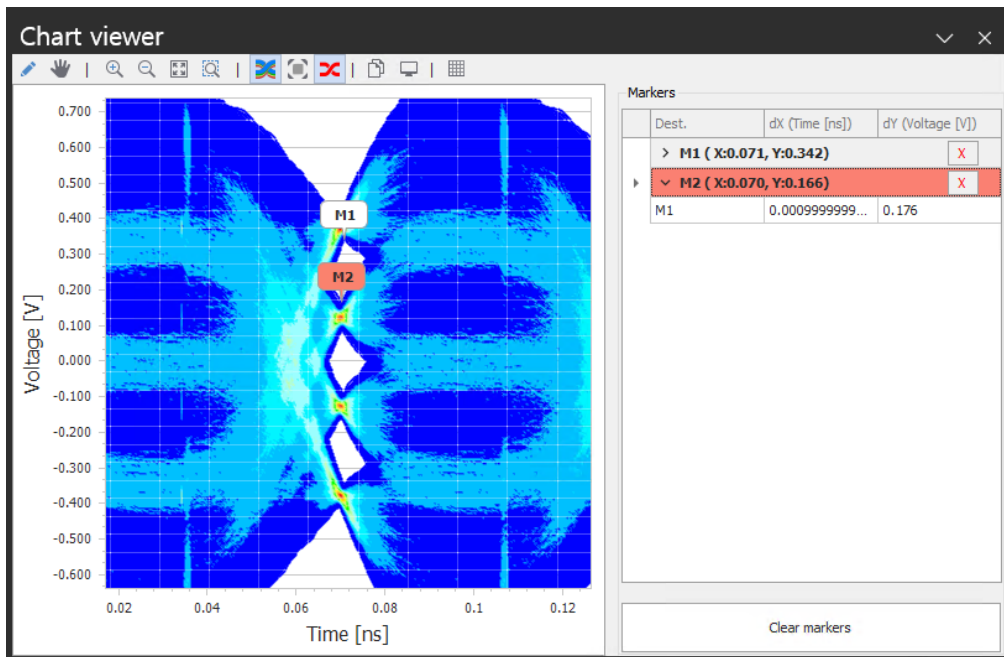 Chart viewer
Markers
Dest. dX (Time [ns]) dY (Voltage [V])
M1 ( X:0.071, Y:0.342) X
M2 ( X:0.070, Y:0.166) X
M1 0.0009999999... 0.176
0.700
0.600
0.500
0.400
0.300
0.200
0.100
0.000
-0.100
-0.200
-0.300
-0.400
-0.500
-0.600
Voltage [V]
M1
M2
0.02 0.04 0.06 0.08 0.1 0.12
Time [ns]
Clear markers